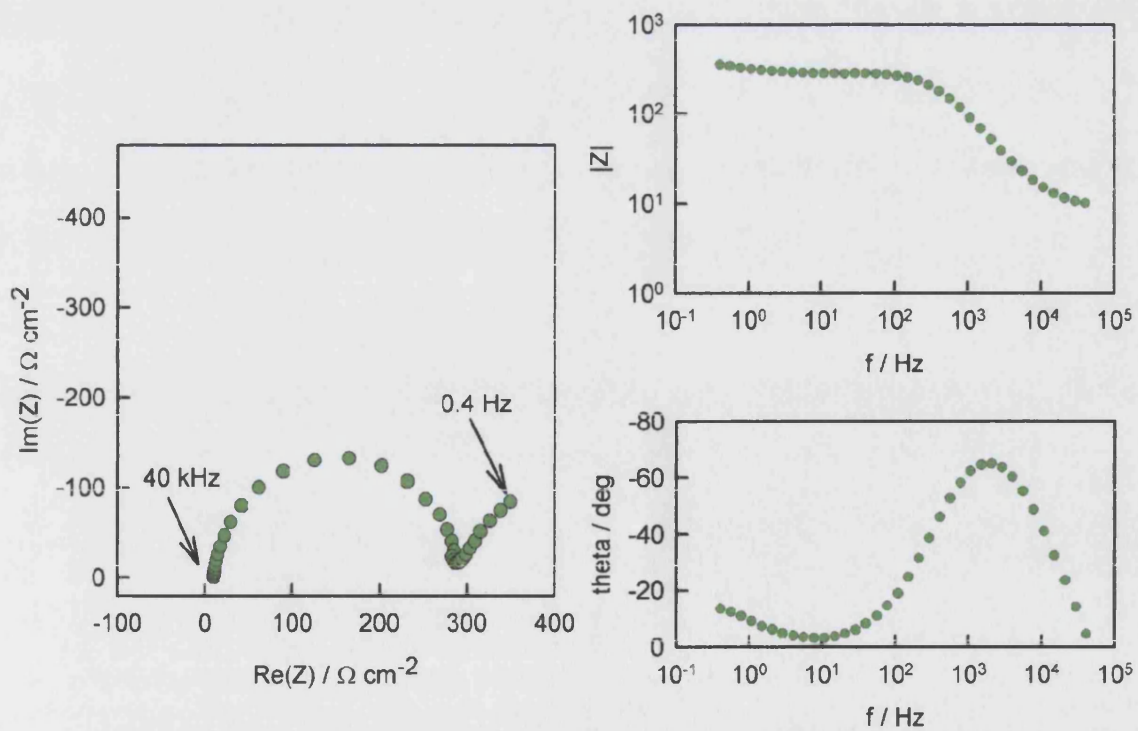 -400
-300
-200
-100
0
Im(Z) / Ω cm⁻²
40 kHz
0.4 Hz
-100 0 100 200 300 400
Re(Z) / Ω cm⁻²
10³
10²
10¹
10⁰
|Z|
10⁻¹ 10⁰ 10¹ 10² 10³ 10⁴ 10⁵
f / Hz
-80
-60
-40
-20
0
theta / deg
10⁻¹ 10⁰ 10¹ 10² 10³ 10⁴ 10⁵
f / Hz